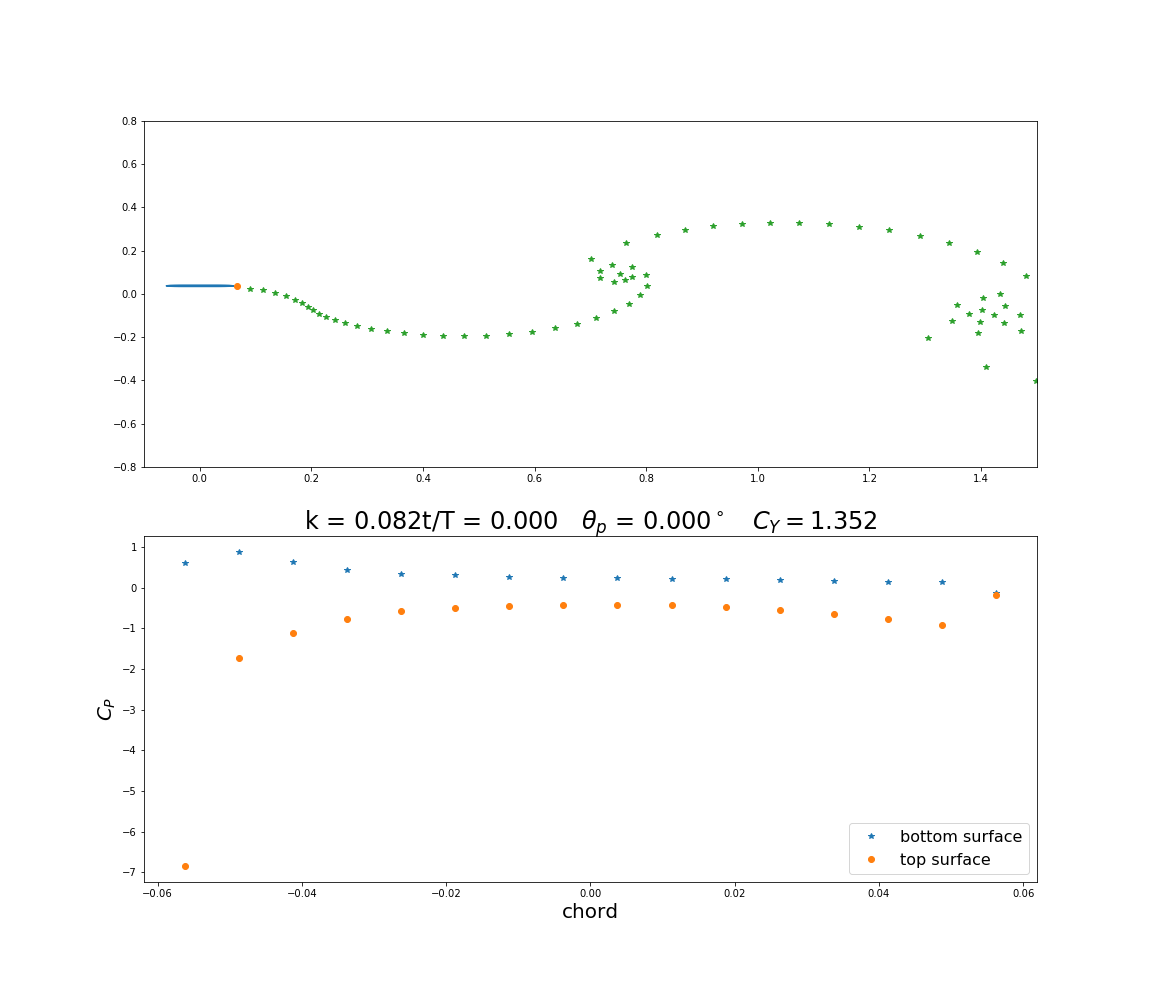 0.8
0.6
0.4
0.2
0.0
−0.2
−0.4
−0.6
−0.8
0.0 0.2 0.4 0.6 0.8 1.0 1.2 1.4
k = 0.082t/T = 0.000 θp = 0.000° CY = 1.352
1
0
−1
−2
−3
−4
−5
−6
−7
CP
bottom surface
top surface
−0.06 −0.04 −0.02 0.00 0.02 0.04 0.06
chord